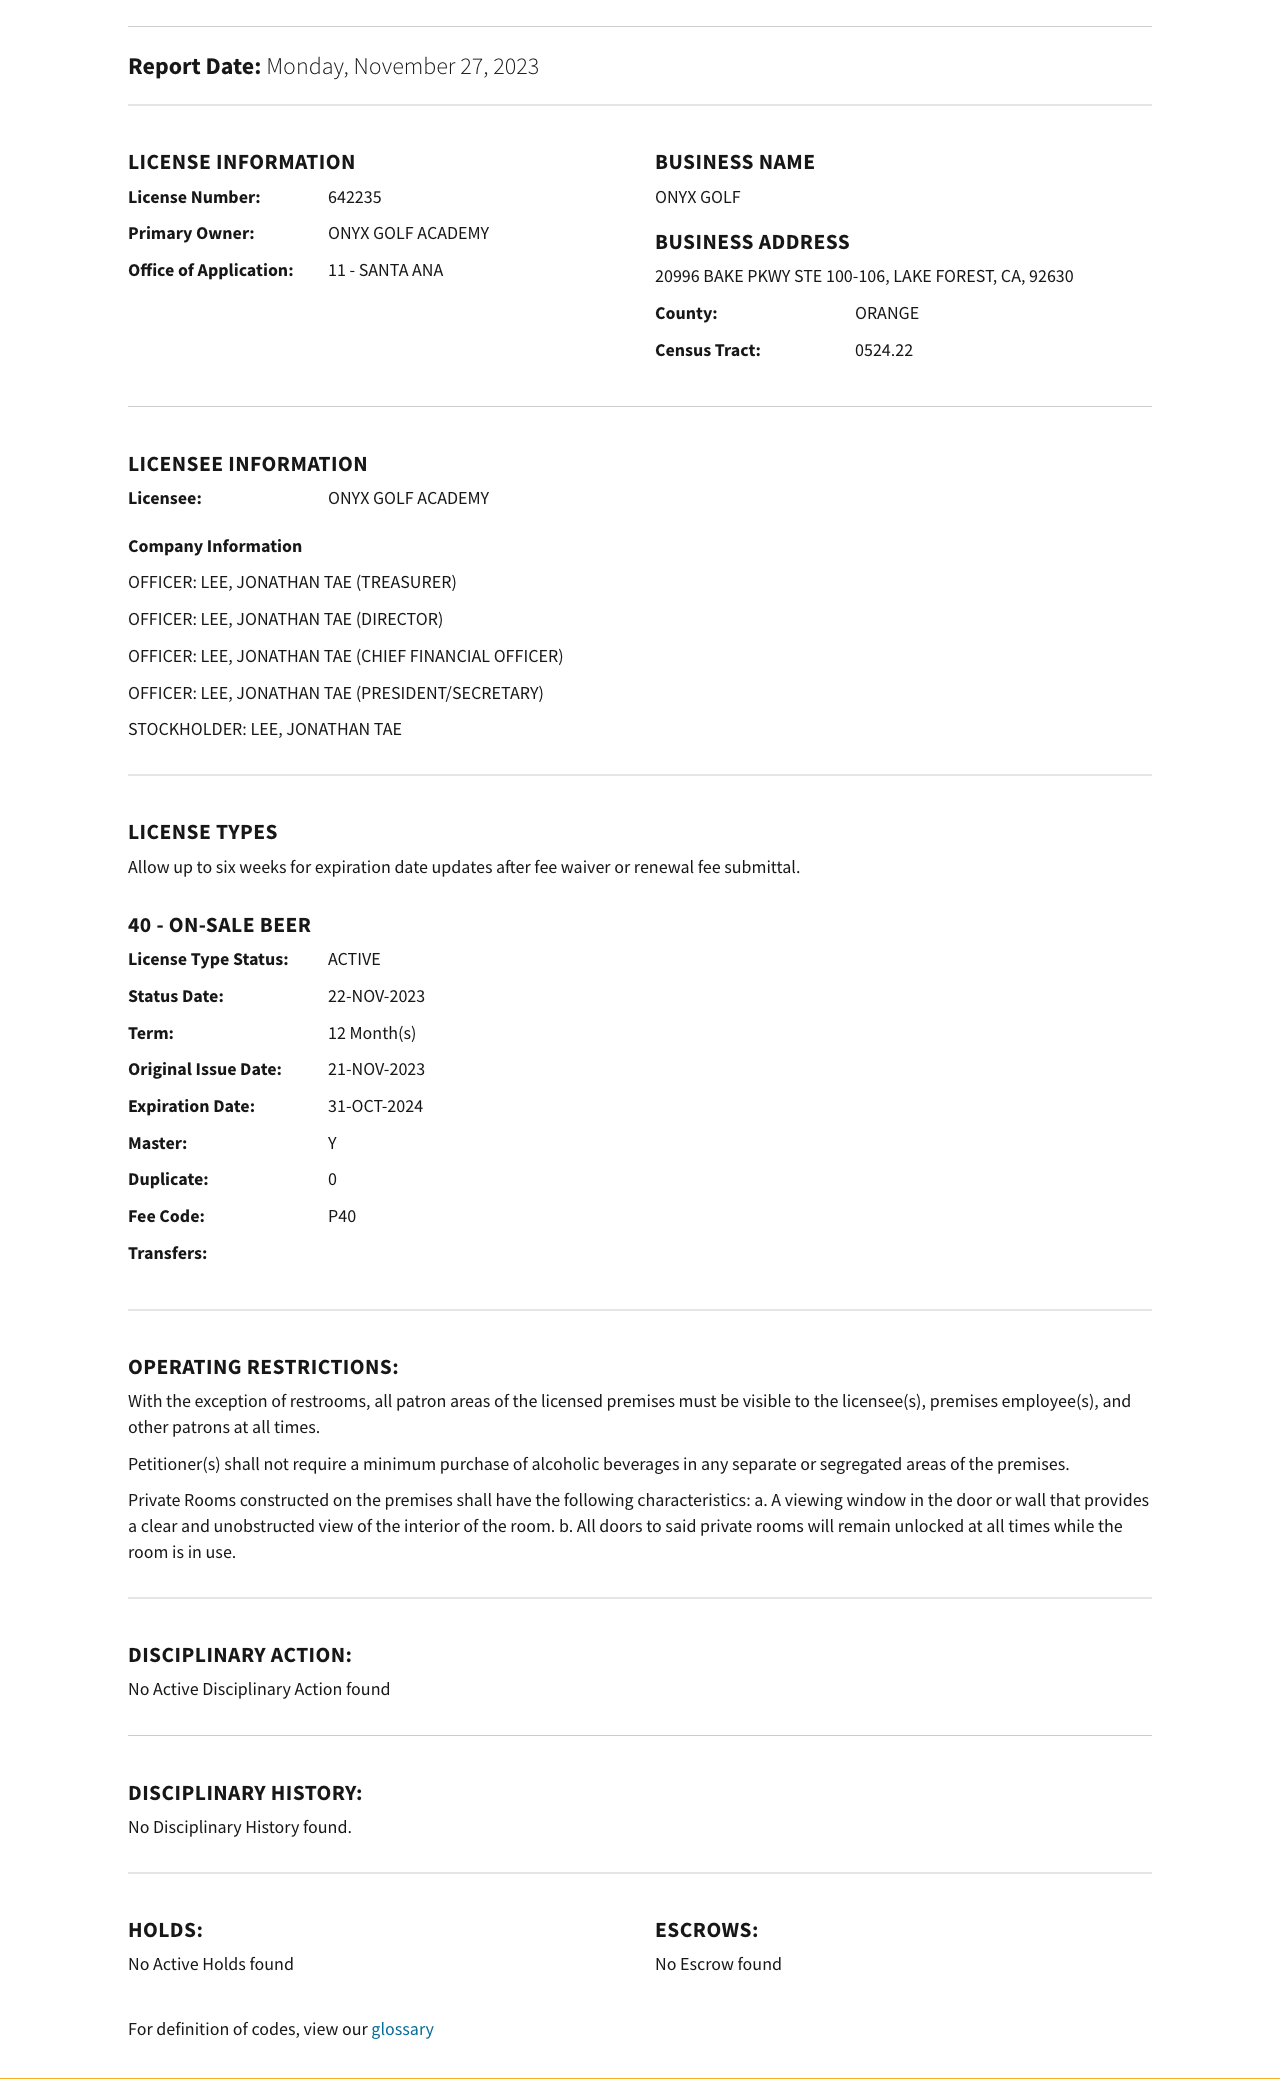 Report Date: Monday, November 27, 2023
LICENSE INFORMATION
License Number: 642235
Primary Owner: ONYX GOLF ACADEMY
Office of Application: 11 - SANTA ANA
BUSINESS NAME
ONYX GOLF
BUSINESS ADDRESS
20996 BAKE PKWY STE 100-106, LAKE FOREST, CA, 92630
County: ORANGE
Census Tract: 0524.22
LICENSEE INFORMATION
Licensee: ONYX GOLF ACADEMY
Company Information
OFFICER: LEE, JONATHAN TAE (TREASURER)
OFFICER: LEE, JONATHAN TAE (DIRECTOR)
OFFICER: LEE, JONATHAN TAE (CHIEF FINANCIAL OFFICER)
OFFICER: LEE, JONATHAN TAE (PRESIDENT/SECRETARY)
STOCKHOLDER: LEE, JONATHAN TAE
LICENSE TYPES
Allow up to six weeks for expiration date updates after fee waiver or renewal fee submittal.
40 - ON-SALE BEER
License Type Status: ACTIVE
Status Date: 22-NOV-2023
Term: 12 Month(s)
Original Issue Date: 21-NOV-2023
Expiration Date: 31-OCT-2024
Master: Y
Duplicate: 0
Fee Code: P40
Transfers:
OPERATING RESTRICTIONS:
With the exception of restrooms, all patron areas of the licensed premises must be visible to the licensee(s), premises employee(s), and
other patrons at all times.
Petitioner(s) shall not require a minimum purchase of alcoholic beverages in any separate or segregated areas of the premises.
Private Rooms constructed on the premises shall have the following characteristics: a. A viewing window in the door or wall that provides
a clear and unobstructed view of the interior of the room. b. All doors to said private rooms will remain unlocked at all times while the
room is in use.
DISCIPLINARY ACTION:
No Active Disciplinary Action found
DISCIPLINARY HISTORY:
No Disciplinary History found.
HOLDS:
No Active Holds found
ESCROWS:
No Escrow found
For definition of codes, view our glossary